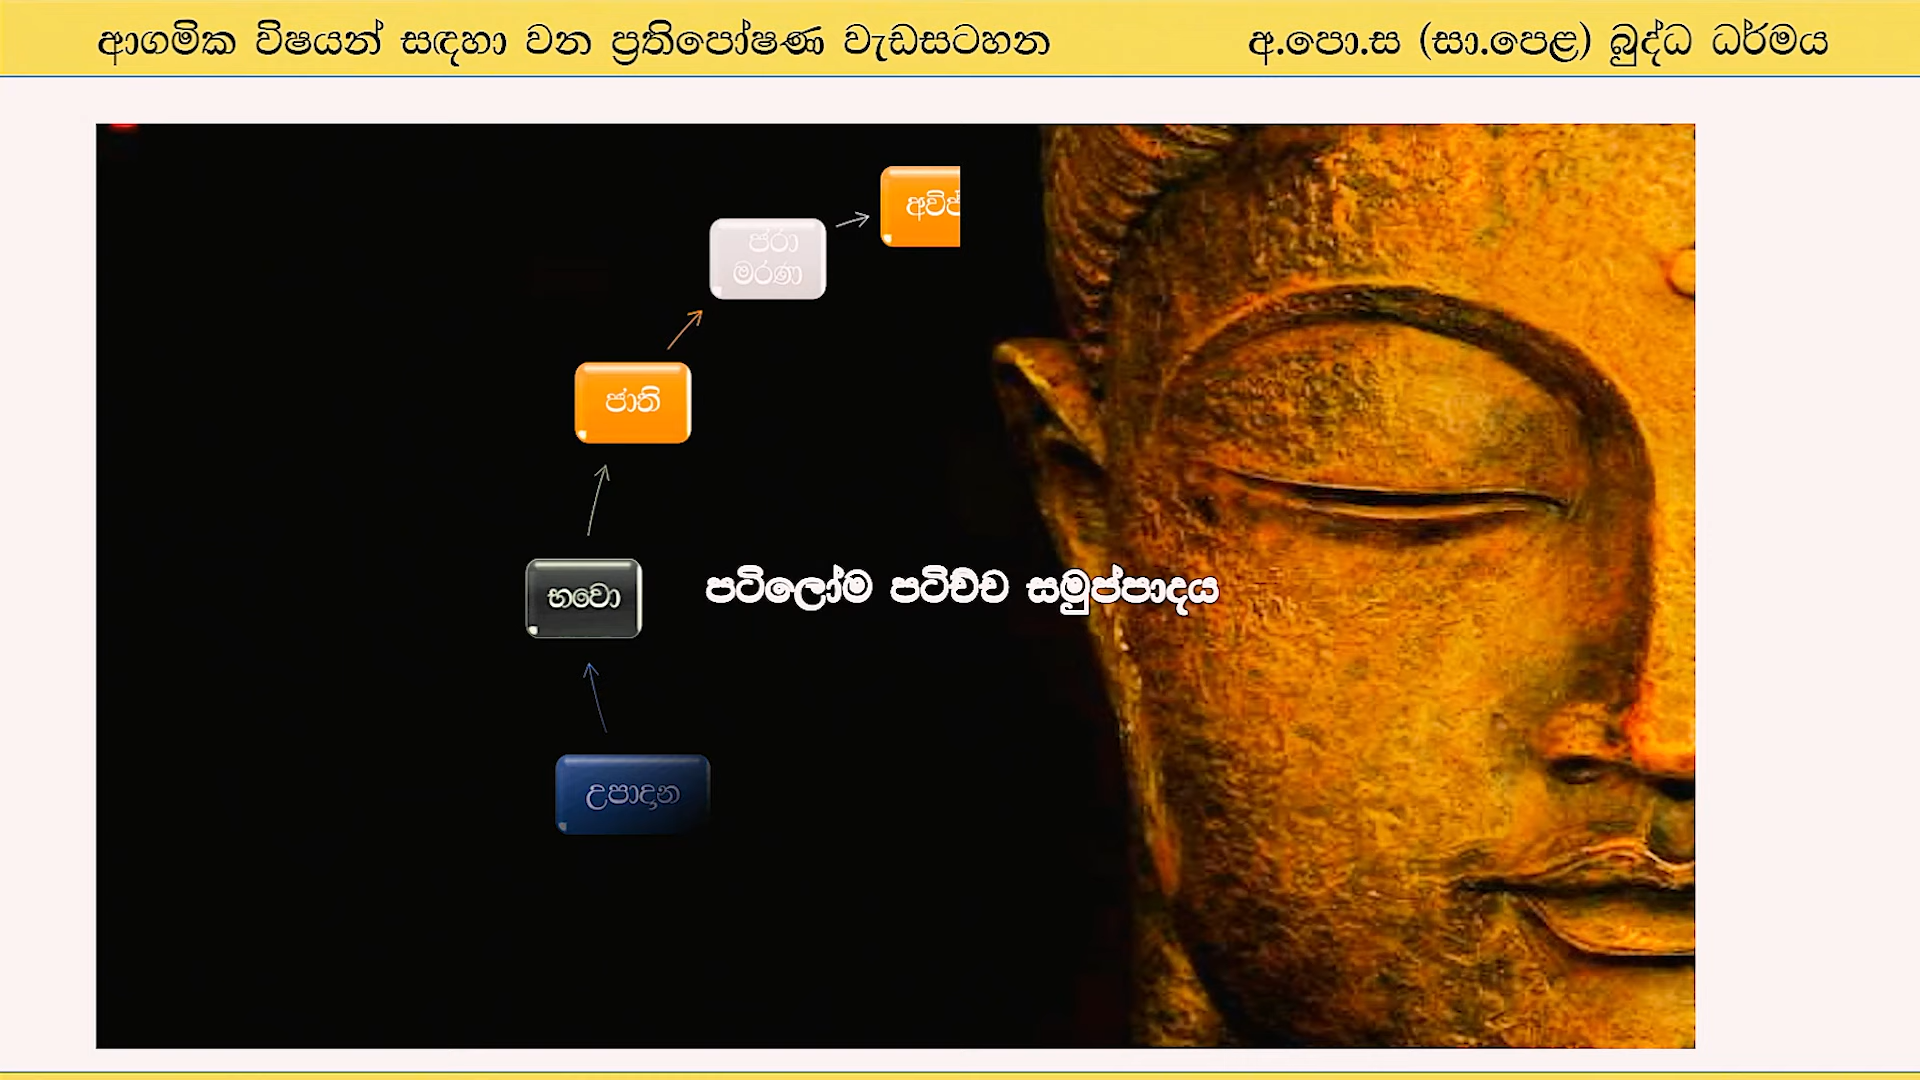 ආගමික විෂයන් සඳහා වන ප්‍රතිපෝෂණ වැඩසටහන
අ.පො.ස (සා.පෙළ) බුද්ධ ධර්මය
ජරා
මරණ
ජාති
භවො
පටිලෝම පටිච්ච සමුප්පාදය
උපාදාන